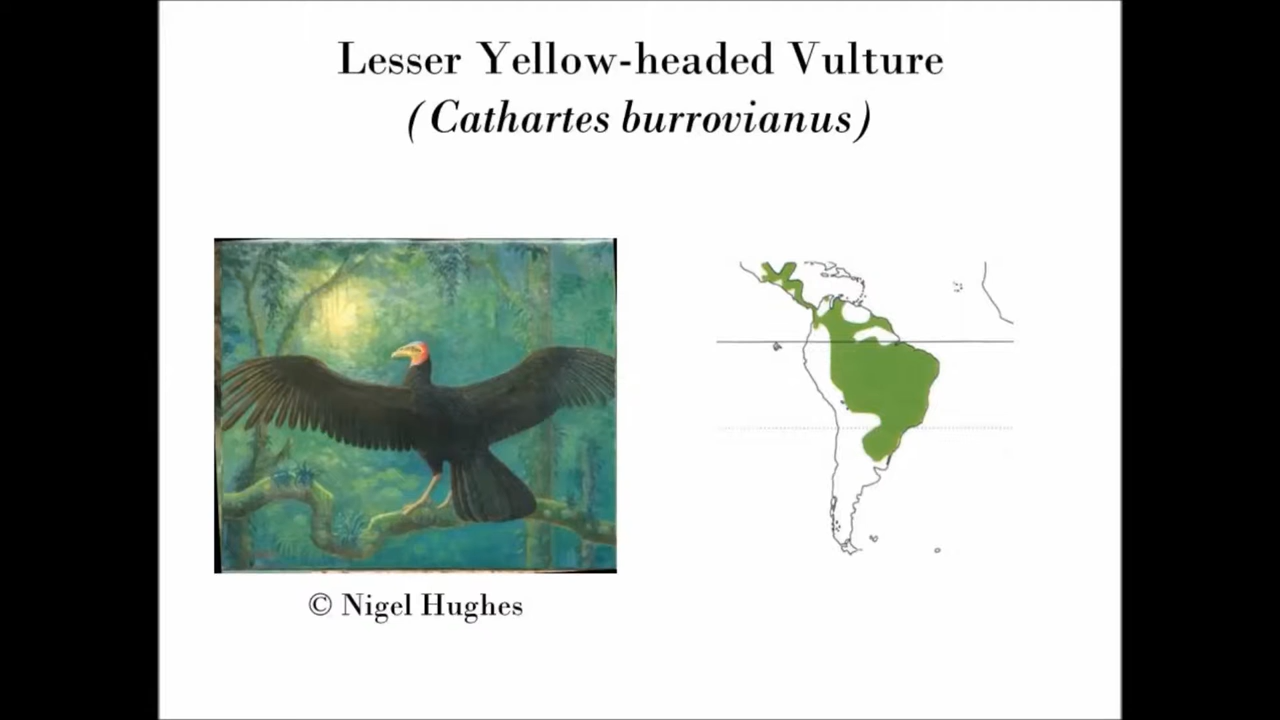 Lesser Yellow-headed Vulture
(Cathartes burrovianus)
© Nigel Hughes